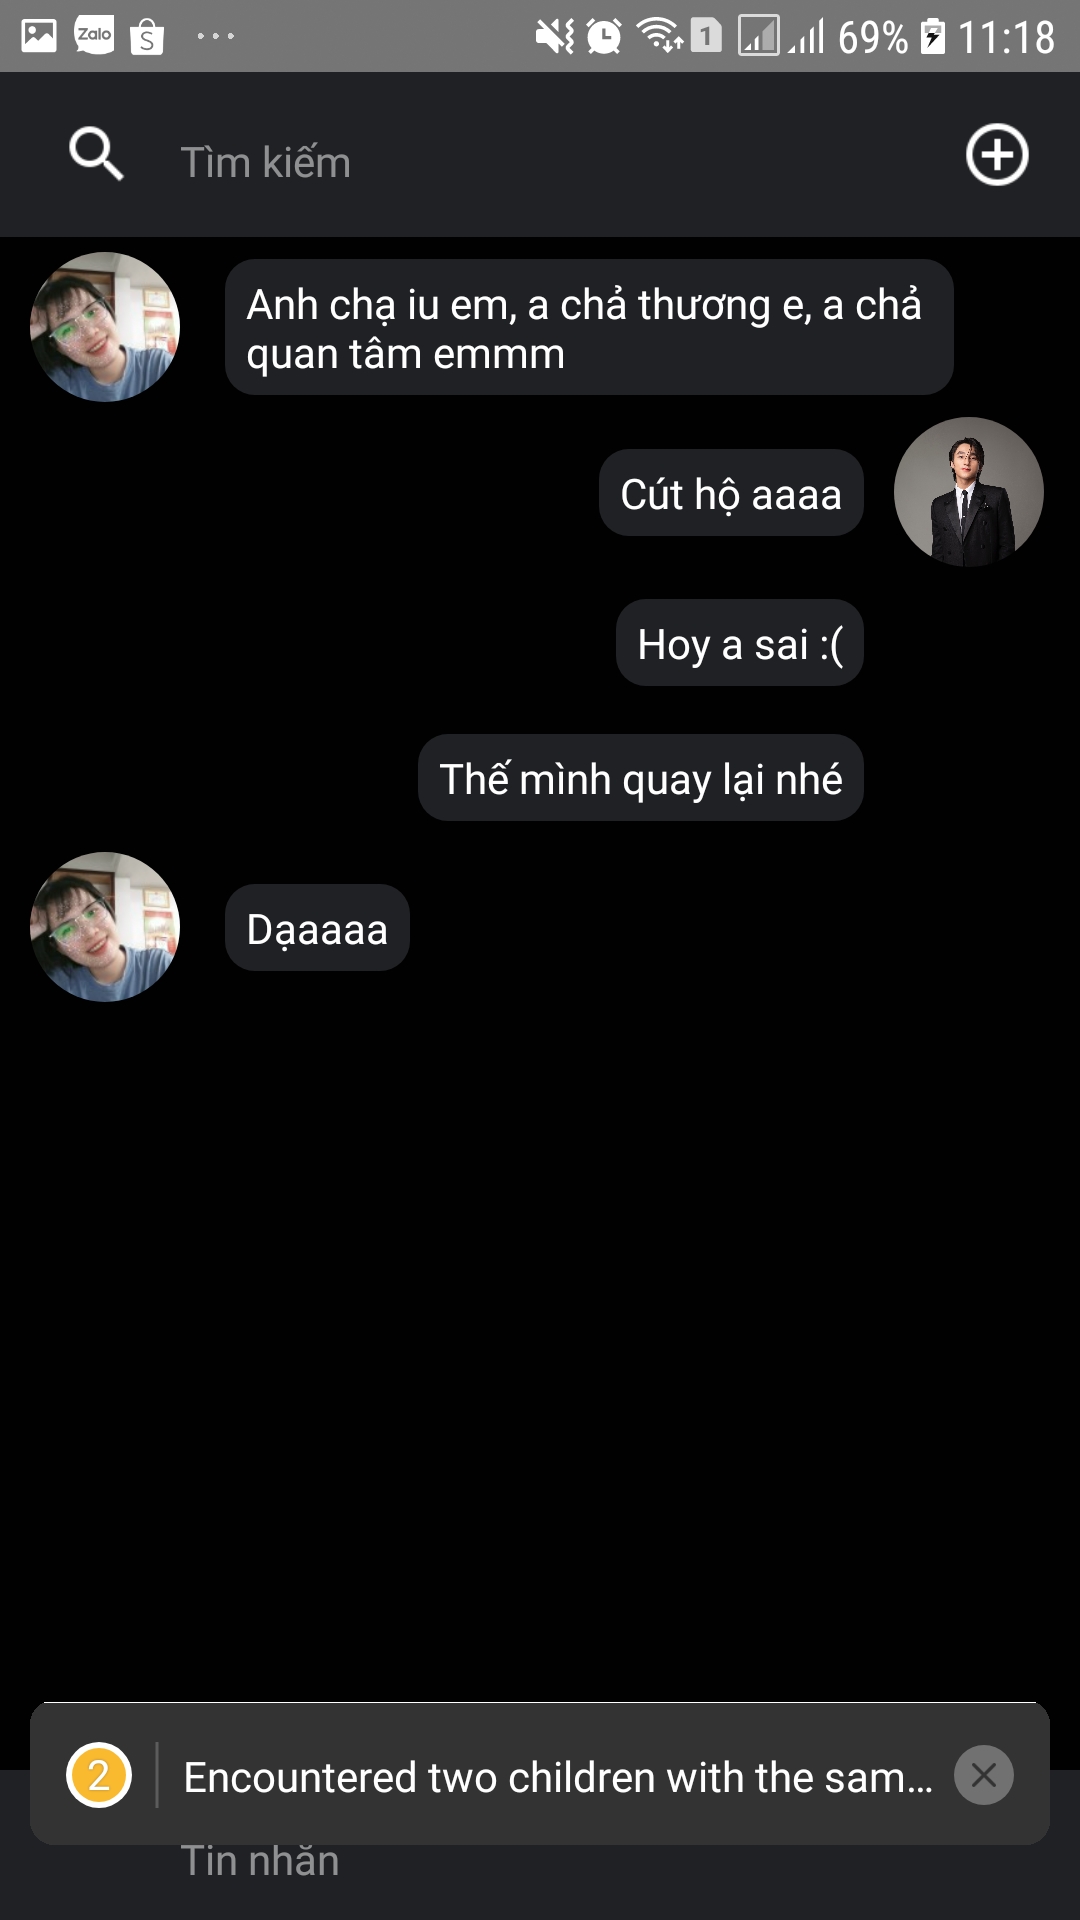 Zalo
S
1
69%
11:18
Tìm kiếm
Anh chạ iu em, a chả thương e, a chả
quan tâm emmm
Cút hộ aaaa
Hoy a sai :(
Thế mình quay lại nhé
Dạaaaa
2
Encountered two children with the sam...
Tin nhắn